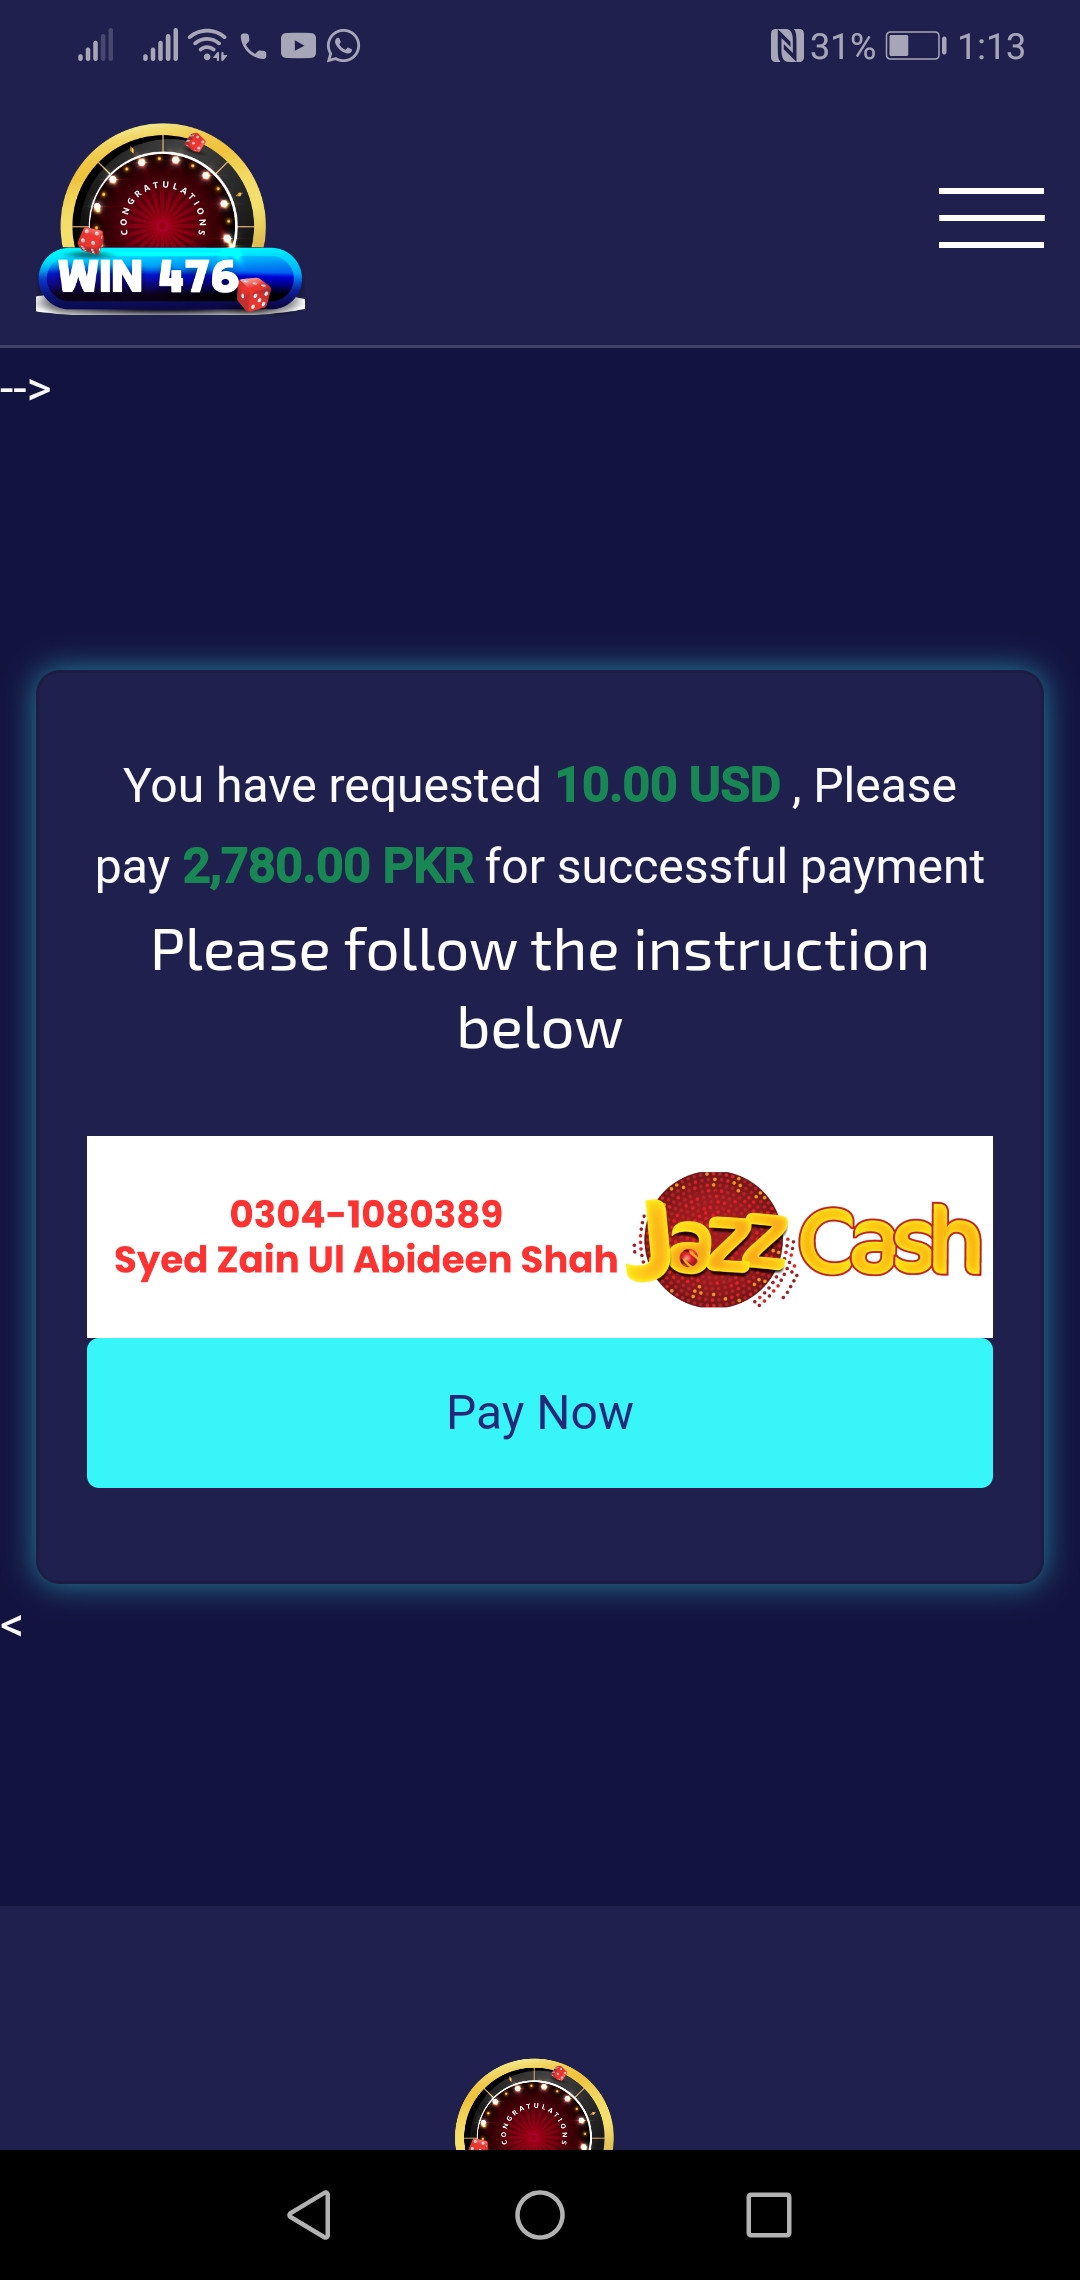 31% 1:13
CONGRATULATIONS
WIN 476
-->
You have requested 10.00 USD , Please
pay 2,780.00 PKR for successful payment
Please follow the instruction
below
0304-1080389
Syed Zain Ul Abideen Shah
Jazz Cash
Pay Now
<
CONGRATULATIONS